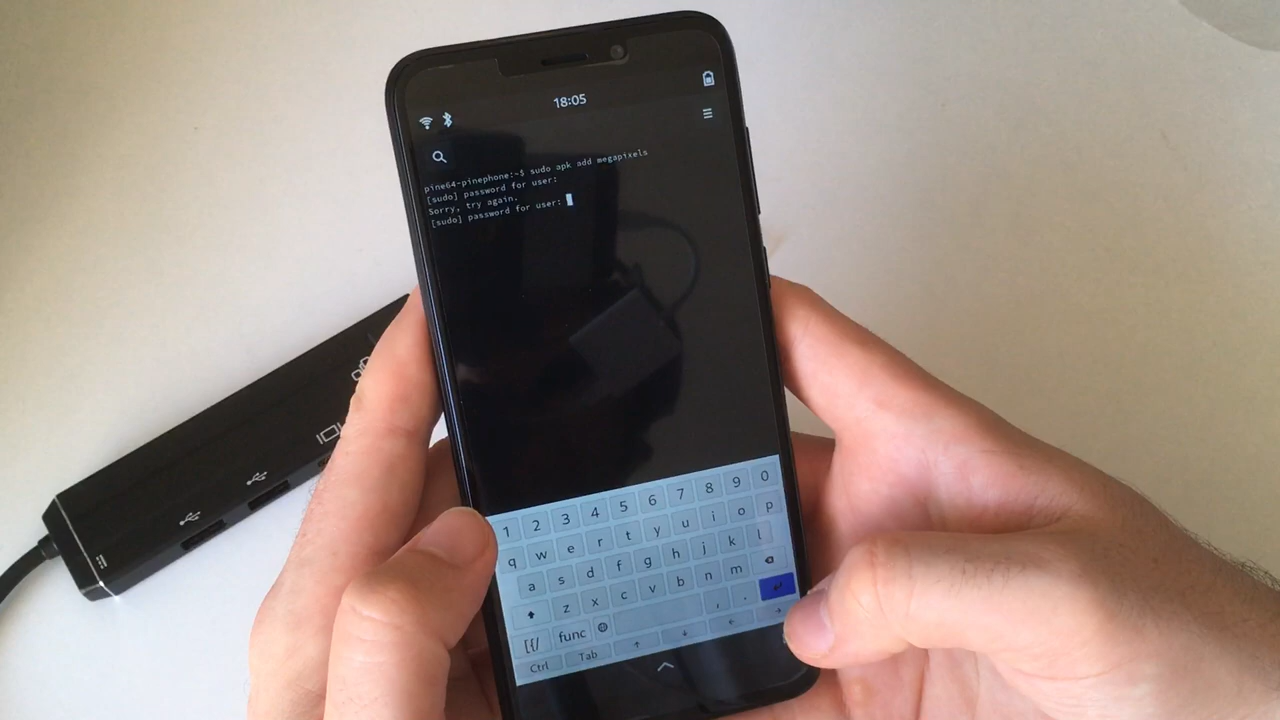 18:05
pine64-pinephone:~$ sudo apk add megapixels
[sudo] password for user:
Sorry, try again.
[sudo] password for user:
1 2 3 4 5 6 7 8 9 0
q w e r t y u i o p
a s d f g h j k l
z x c v b n m
[{/ func , .
Ctrl Tab ↑ ↓ ← →